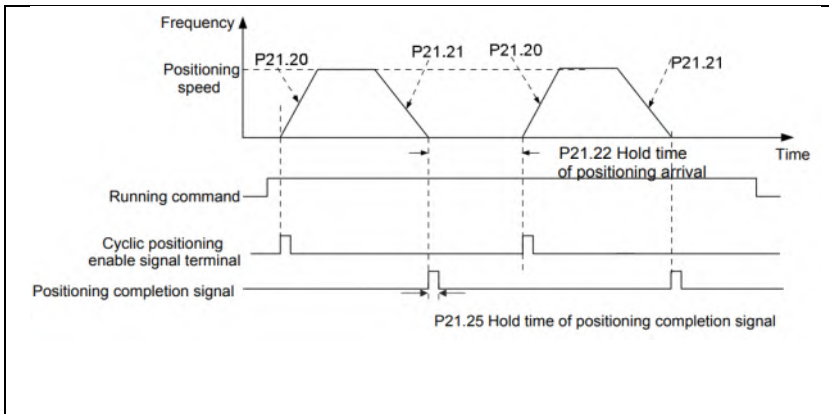 Frequency
P21.20
P21.21
P21.20
P21.21
Positioning
speed
Time
P21.22 Hold time
of positioning arrival
Running command
Cyclic positioning
enable signal terminal
Positioning completion signal
P21.25 Hold time of positioning completion signal